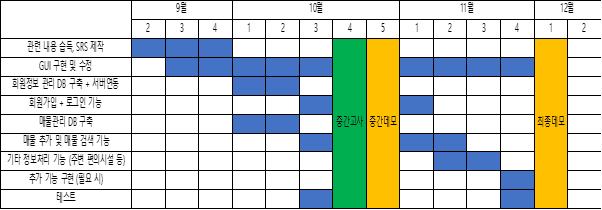 9월 10월 11월 12월
2 3 4 1 2 3 4 5 1 2 3 4 1 2
관련 내용 습득, SRS 제작
GUI 구현 및 수정
회원정보 관리 DB 구축 + 서버연동
회원가입 + 로그인 기능
매물관리 DB 구축 중간고사 중간데모 최종데모
매물 추가 및 매물 검색 기능
기타 정보처리 기능 (주변 편의시설 등)
추가 기능 구현 (필요 시)
테스트